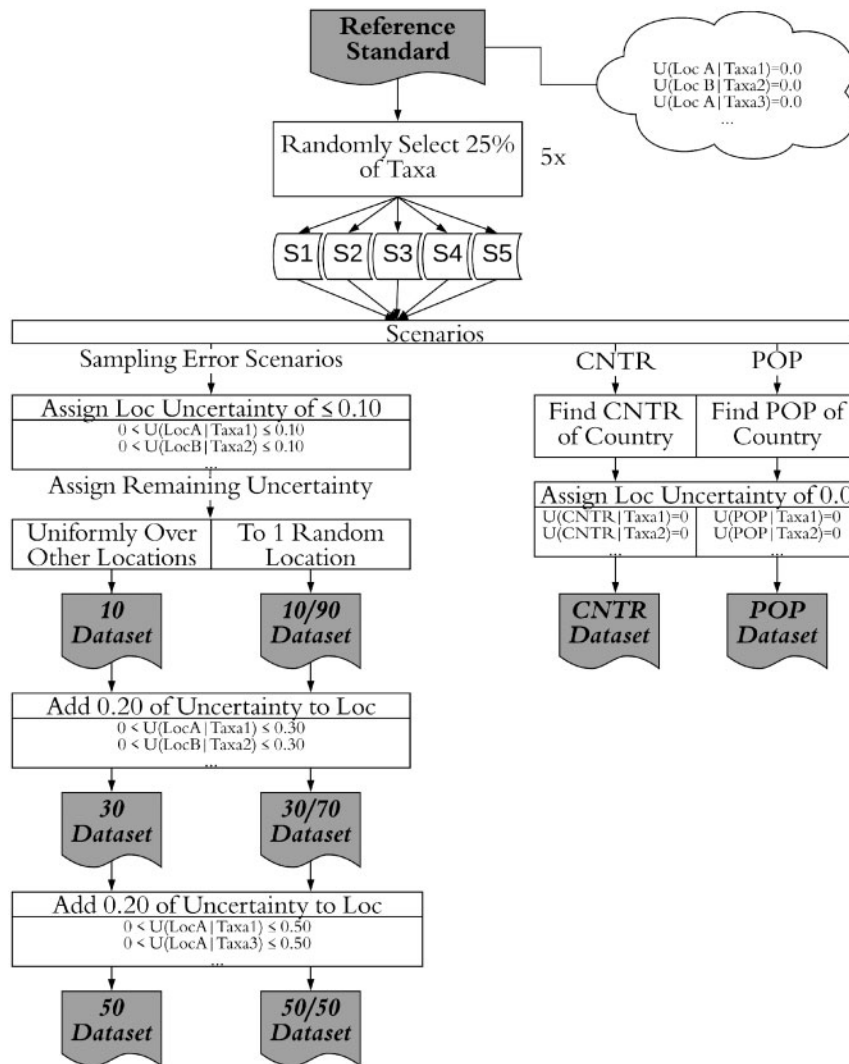 Reference
Standard
U(Loc A|Taxa1)=0.0
U(Loc B|Taxa2)=0.0
U(Loc A|Taxa3)=0.0
...
Randomly Select 25%
of Taxa
5x
S1 S2 S3 S4 S5
Scenarios
Sampling Error Scenarios
CNTR
POP
Assign Loc Uncertainty of ≤ 0.10
0 < U(LocA|Taxa1) ≤ 0.10
0 < U(LocB|Taxa2) ≤ 0.10
...
Find CNTR
of Country
Find POP of
Country
Assign Remaining Uncertainty
Assign Loc Uncertainty of 0.0
U(CNTR|Taxa1)=0
U(CNTR|Taxa2)=0
...
U(POP|Taxa1)=0
U(POP|Taxa2)=0
...
Uniformly Over
Other Locations
To 1 Random
Location
10
Dataset
10/90
Dataset
CNTR
Dataset
POP
Dataset
Add 0.20 of Uncertainty to Loc
0 < U(LocA|Taxa1) ≤ 0.30
0 < U(LocB|Taxa2) ≤ 0.30
...
30
Dataset
30/70
Dataset
Add 0.20 of Uncertainty to Loc
0 < U(LocA|Taxa1) ≤ 0.50
0 < U(LocA|Taxa3) ≤ 0.50
...
50
Dataset
50/50
Dataset